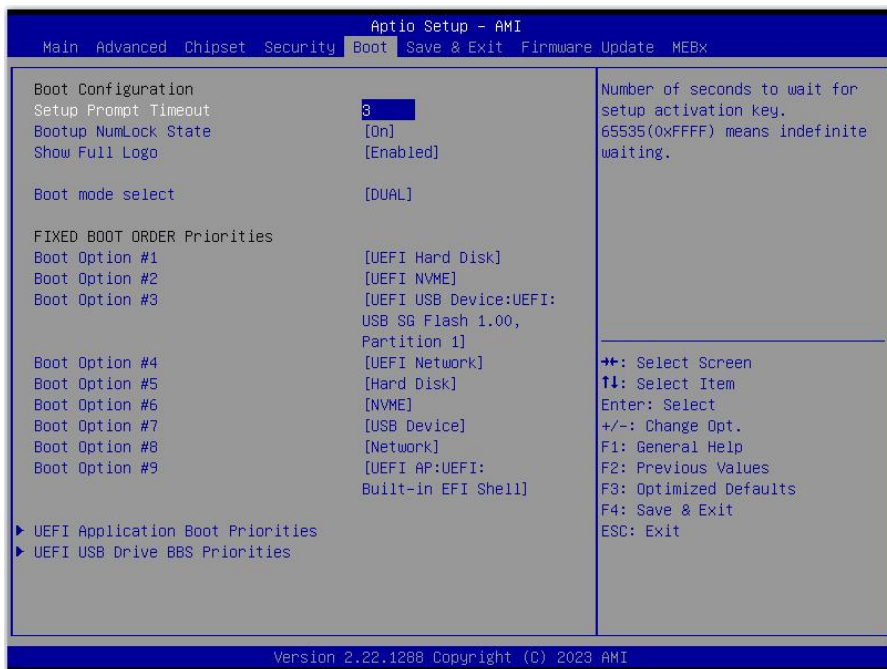 Aptio Setup - AMI
Main Advanced Chipset Security Boot Save & Exit Firmware Update MEBx
Boot Configuration
Setup Prompt Timeout 3
Bootup NumLock State [On]
Show Full Logo [Enabled]
Boot mode select [DUAL]
FIXED BOOT ORDER Priorities
Boot Option #1 [UEFI Hard Disk]
Boot Option #2 [UEFI NVME]
Boot Option #3 [UEFI USB Device:UEFI:
USB SG Flash 1.00,
Partition 1]
Boot Option #4 [UEFI Network]
Boot Option #5 [Hard Disk]
Boot Option #6 [NVME]
Boot Option #7 [USB Device]
Boot Option #8 [Network]
Boot Option #9 [UEFI AP:UEFI:
Built-in EFI Shell]
UEFI Application Boot Priorities
UEFI USB Drive BBS Priorities
Number of seconds to wait for
setup activation key.
65535(0xFFFF) means indefinite
waiting.
→←: Select Screen
↑↓: Select Item
Enter: Select
+/-: Change Opt.
F1: General Help
F2: Previous Values
F3: Optimized Defaults
F4: Save & Exit
ESC: Exit
Version 2.22.1288 Copyright (C) 2023 AMI